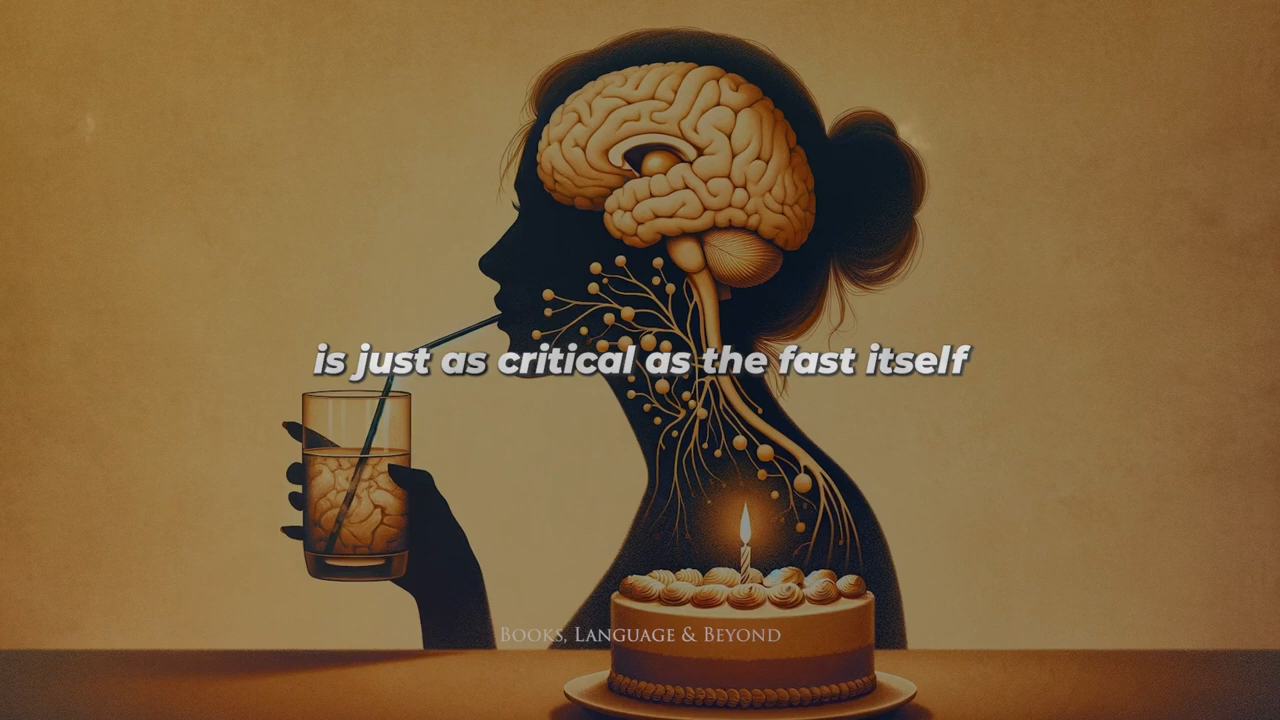 is just as critical as the fast itself
Books, Language & Beyond